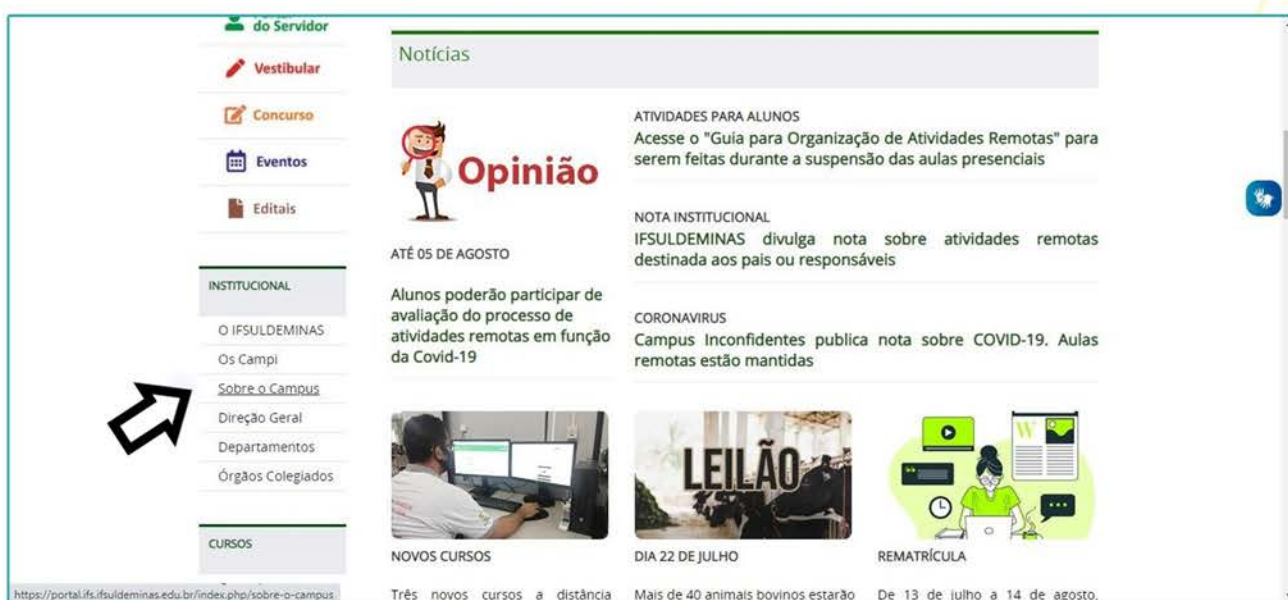 do Servidor
Vestibular
Concurso
Eventos
Editais
INSTITUCIONAL
O IFSULDEMINAS
Os Campi
Sobre o Campus
Direção Geral
Departamentos
Órgãos Colegiados
CURSOS
Notícias
Opinião
ATÉ 05 DE AGOSTO
Alunos poderão participar de
avaliação do processo de
atividades remotas em função
da Covid-19
ATIVIDADES PARA ALUNOS
Acesse o "Guia para Organização de Atividades Remotas" para
serem feitas durante a suspensão das aulas presenciais
NOTA INSTITUCIONAL
IFSULDEMINAS divulga nota sobre atividades remotas
destinada aos pais ou responsáveis
CORONAVIRUS
Campus Inconfidentes publica nota sobre COVID-19. Aulas
remotas estão mantidas
NOVOS CURSOS
Três novos cursos a distância
LEILÃO
DIA 22 DE JULHO
Mais de 40 animais bovinos estarão
W
REMATRÍCULA
De 13 de julho a 14 de agosto,
https://portal.ifs.ifsuldeminas.edu.br/index.php/sobre-o-campus